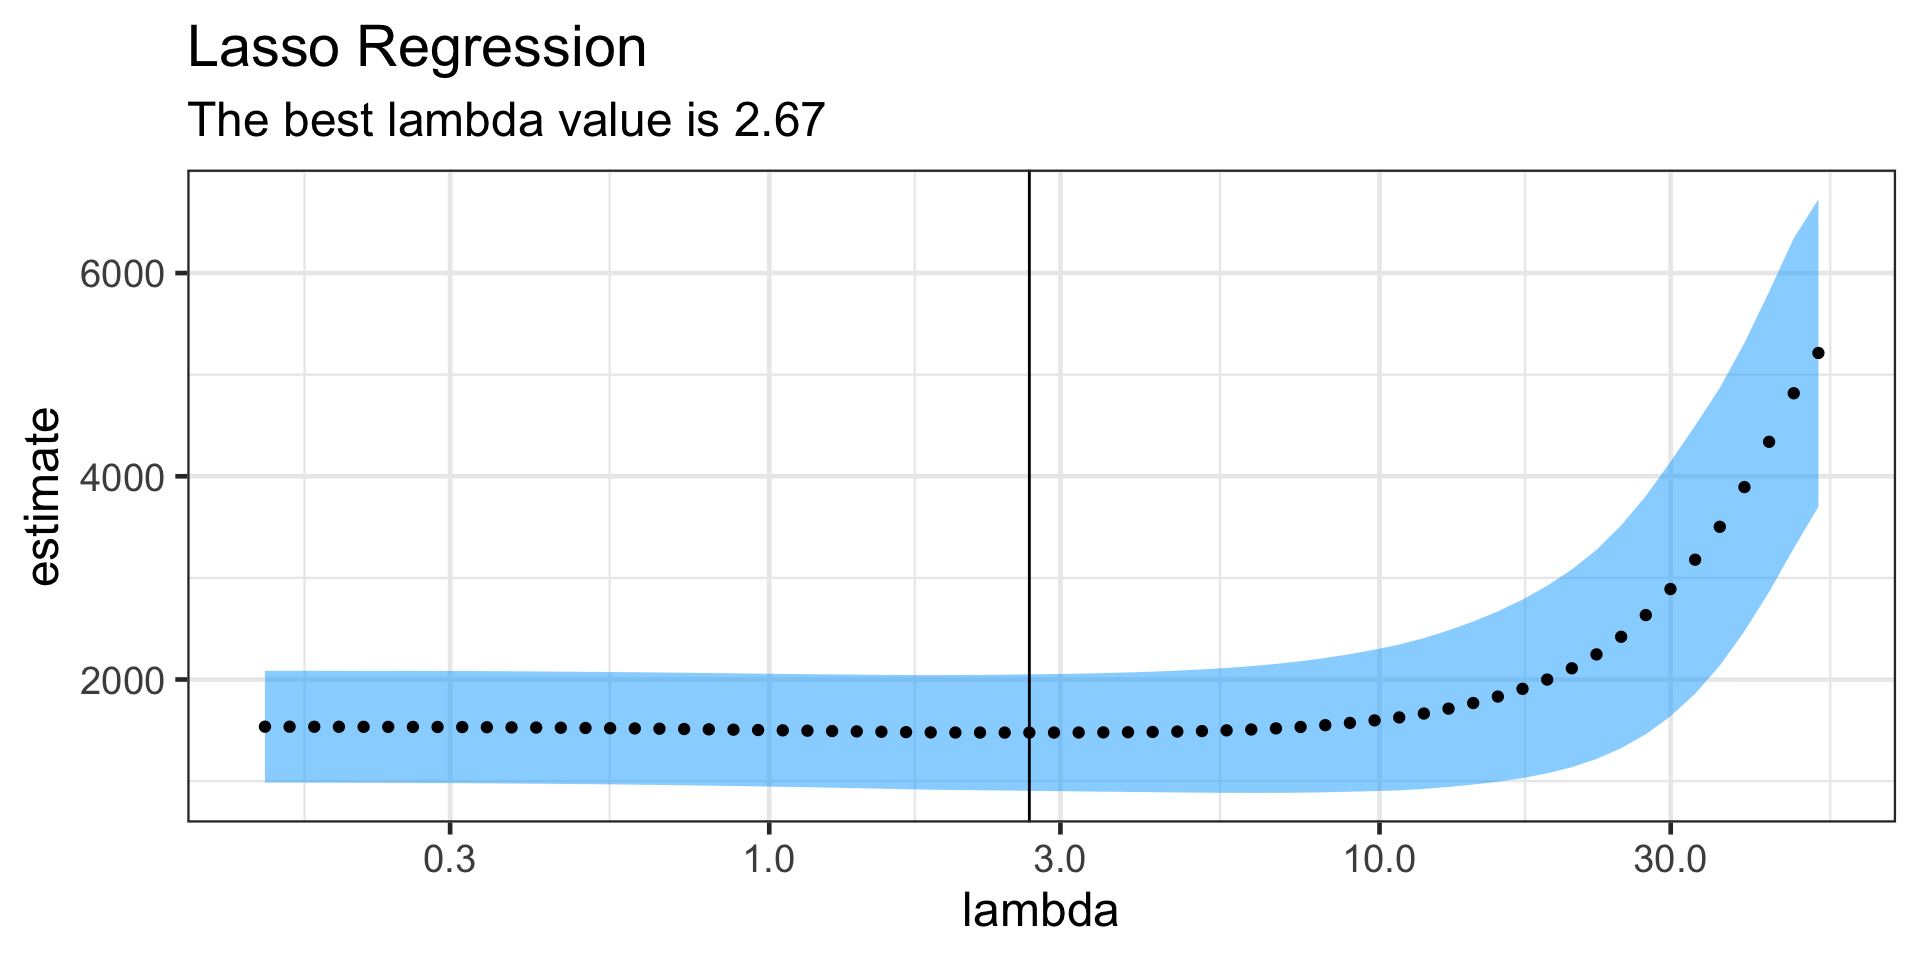 Lasso Regression
The best lambda value is 2.67
estimate
6000
4000
2000
0.3 1.0 3.0 10.0 30.0
lambda